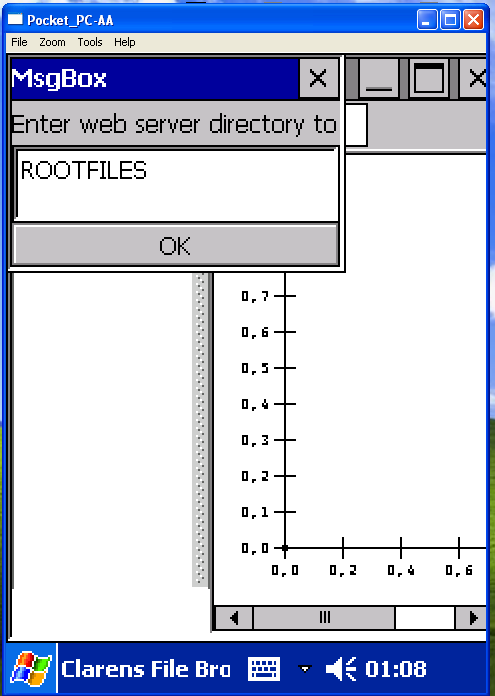 Pocket_PC-AA
File Zoom Tools Help
MsgBox
Enter web server directory to
ROOTFILES
OK
0,7
0,6
0,5
0,4
0,3
0,2
0,1
0,0
0,0 0,2 0,4 0,6
Clarens File Bro 01:08